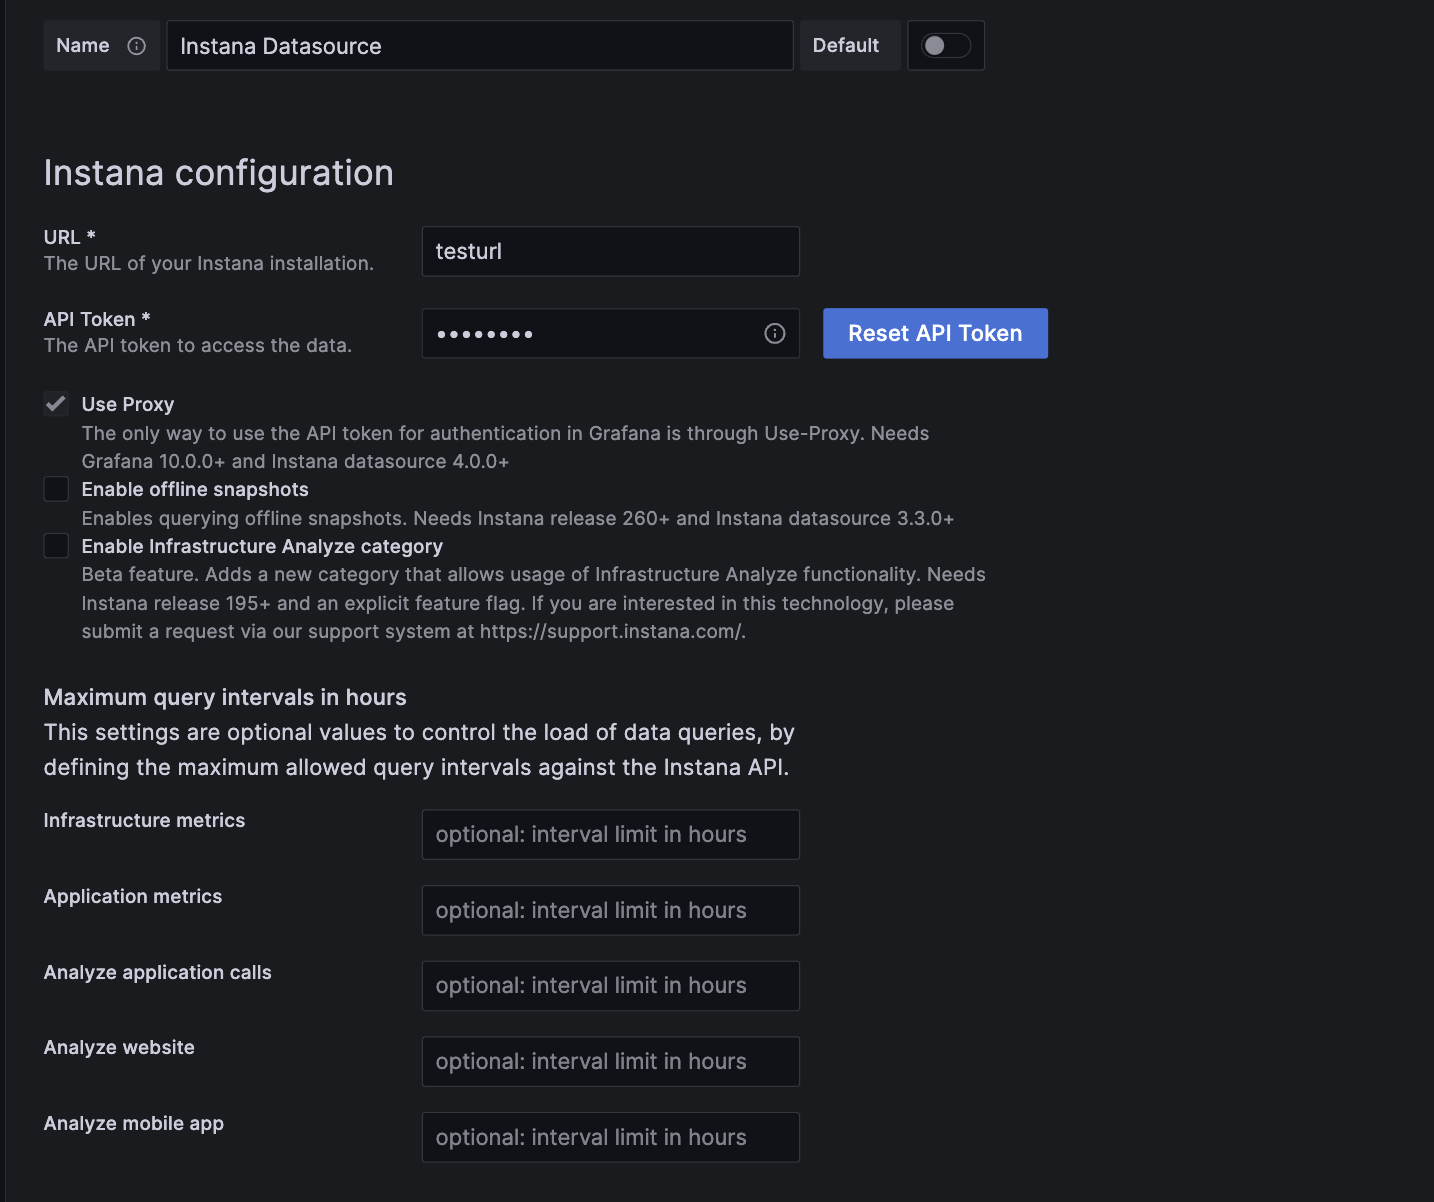 Name
Instana Datasource
Default
Instana configuration
URL *
The URL of your Instana installation.
testurl
API Token *
The API token to access the data.
••••••••
Reset API Token
Use Proxy
The only way to use the API token for authentication in Grafana is through Use-Proxy. Needs
Grafana 10.0.0+ and Instana datasource 4.0.0+
Enable offline snapshots
Enables querying offline snapshots. Needs Instana release 260+ and Instana datasource 3.3.0+
Enable Infrastructure Analyze category
Beta feature. Adds a new category that allows usage of Infrastructure Analyze functionality. Needs
Instana release 195+ and an explicit feature flag. If you are interested in this technology, please
submit a request via our support system at https://support.instana.com/.
Maximum query intervals in hours
This settings are optional values to control the load of data queries, by
defining the maximum allowed query intervals against the Instana API.
Infrastructure metrics
optional: interval limit in hours
Application metrics
optional: interval limit in hours
Analyze application calls
optional: interval limit in hours
Analyze website
optional: interval limit in hours
Analyze mobile app
optional: interval limit in hours